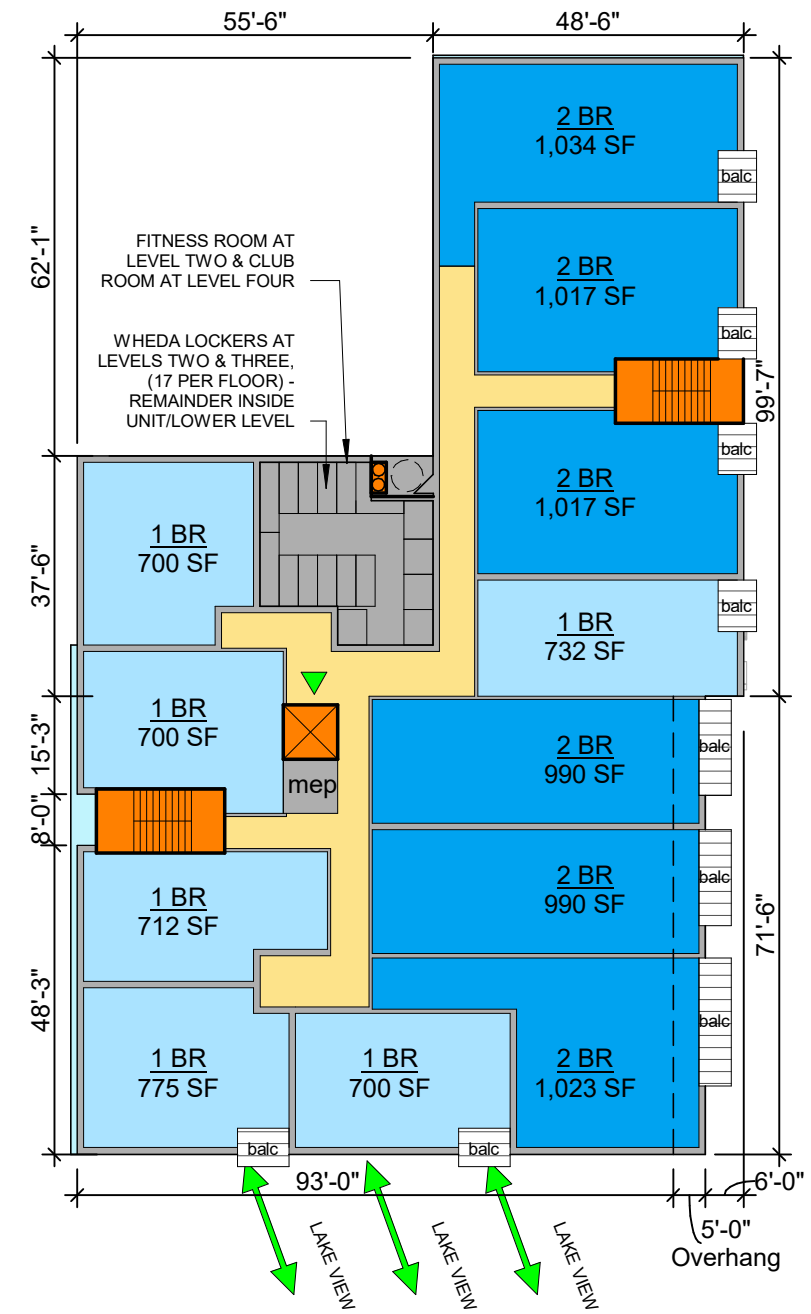 55'-6"
48'-6"
2 BR
1,034 SF
balc
62'-1"
FITNESS ROOM AT
LEVEL TWO & CLUB
ROOM AT LEVEL FOUR
2 BR
1,017 SF
balc
WHEDA LOCKERS AT
LEVELS TWO & THREE,
(17 PER FLOOR) -
REMAINDER INSIDE
UNIT/LOWER LEVEL
99'-7"
balc
2 BR
1,017 SF
37'-6"
1 BR
700 SF
balc
1 BR
732 SF
15'-3"
1 BR
700 SF
mep
2 BR
990 SF
balc
8'-0"
1 BR
712 SF
2 BR
990 SF
balc
71'-6"
48'-3"
1 BR
775 SF
1 BR
700 SF
2 BR
1,023 SF
balc
balc
balc
93'-0"
6'-0"
5'-0"
Overhang
LAKE VIEW
LAKE VIEW
LAKE VIEW